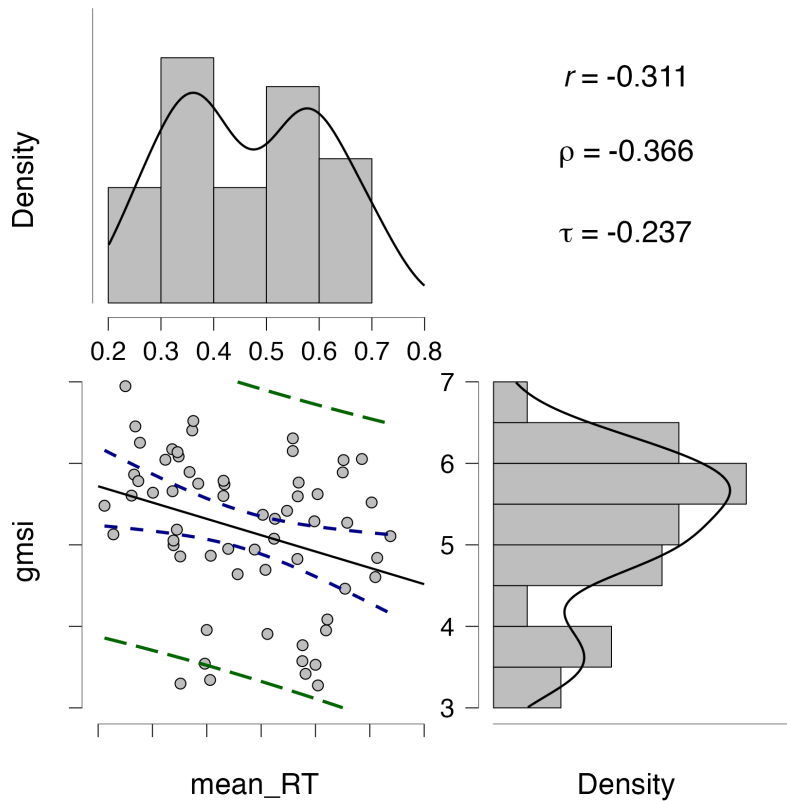 Density
r = -0.311
ρ = -0.366
τ = -0.237
0.2 0.3 0.4 0.5 0.6 0.7 0.8
gmsi
7
6
5
4
3
mean_RT
Density